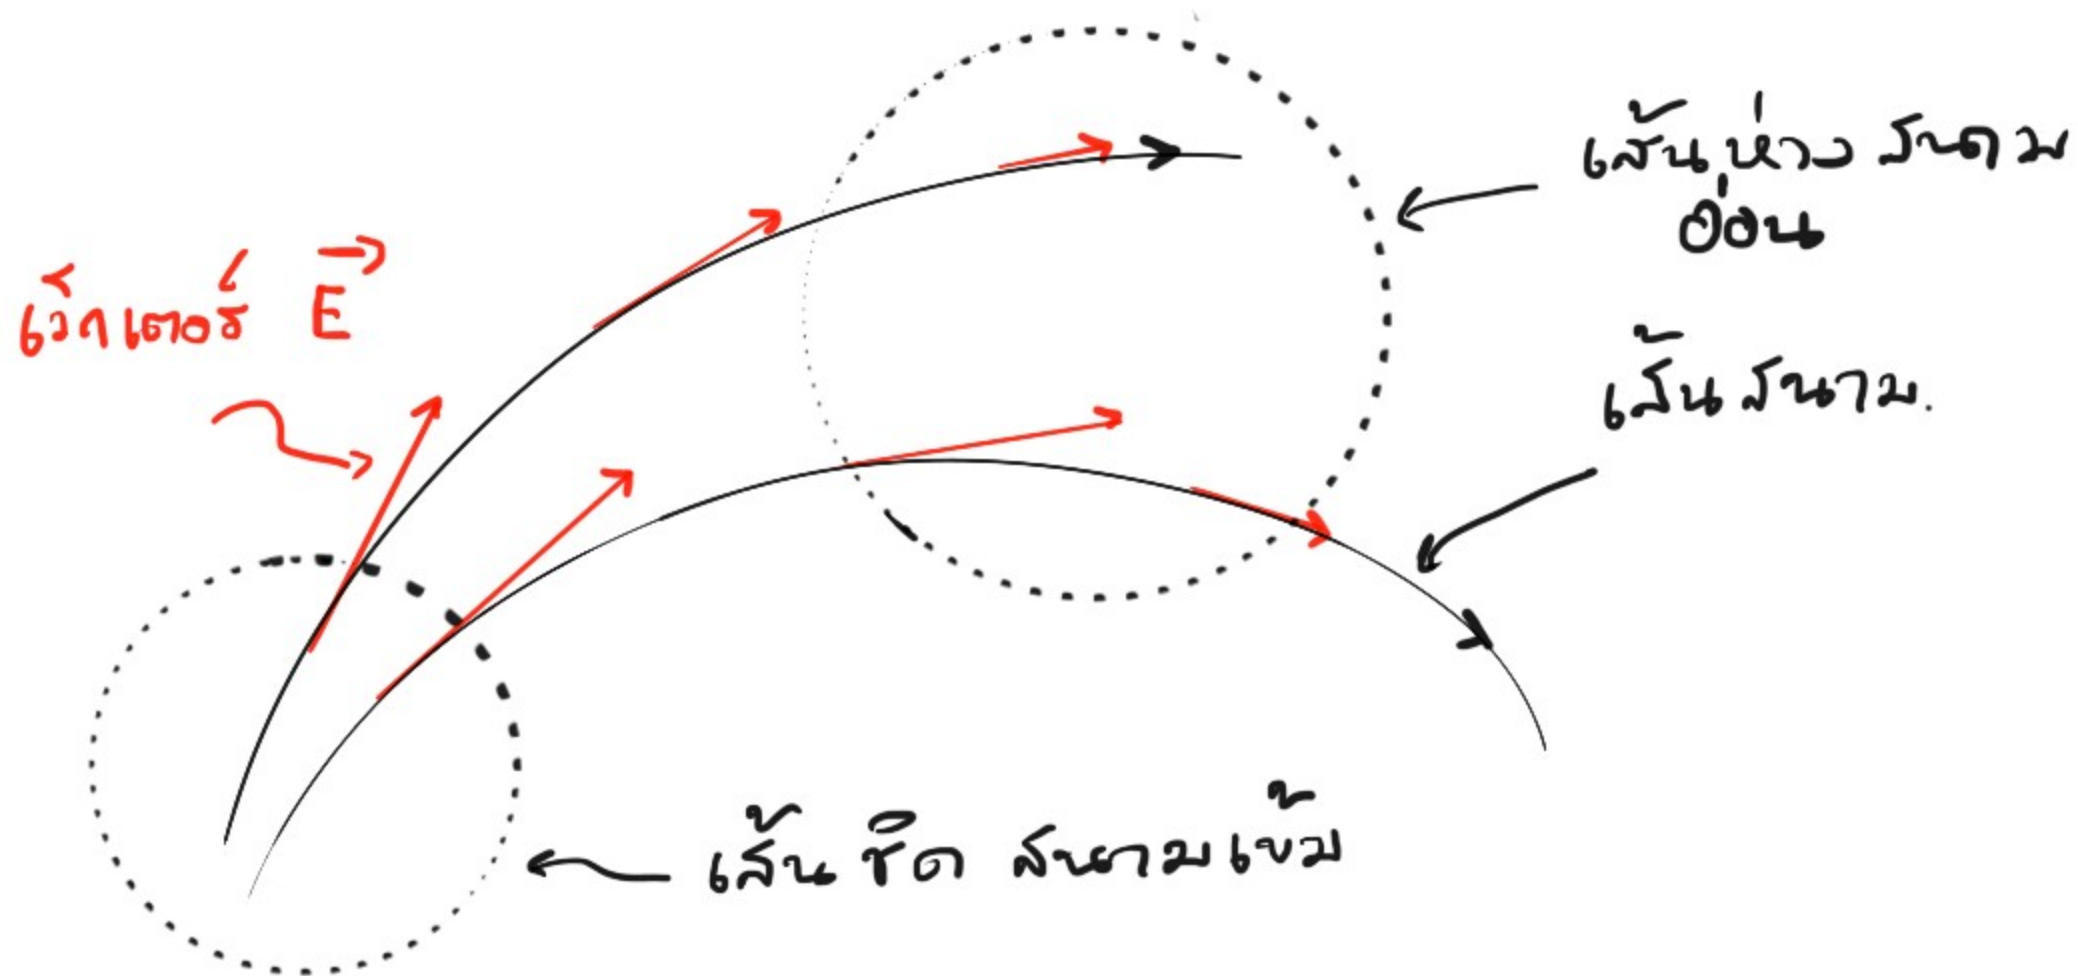 เส้นห่าง สนาม
อ่อน
เว็กเตอร์ E
เส้นสนาม.
เส้นชิด สนามเข้ม